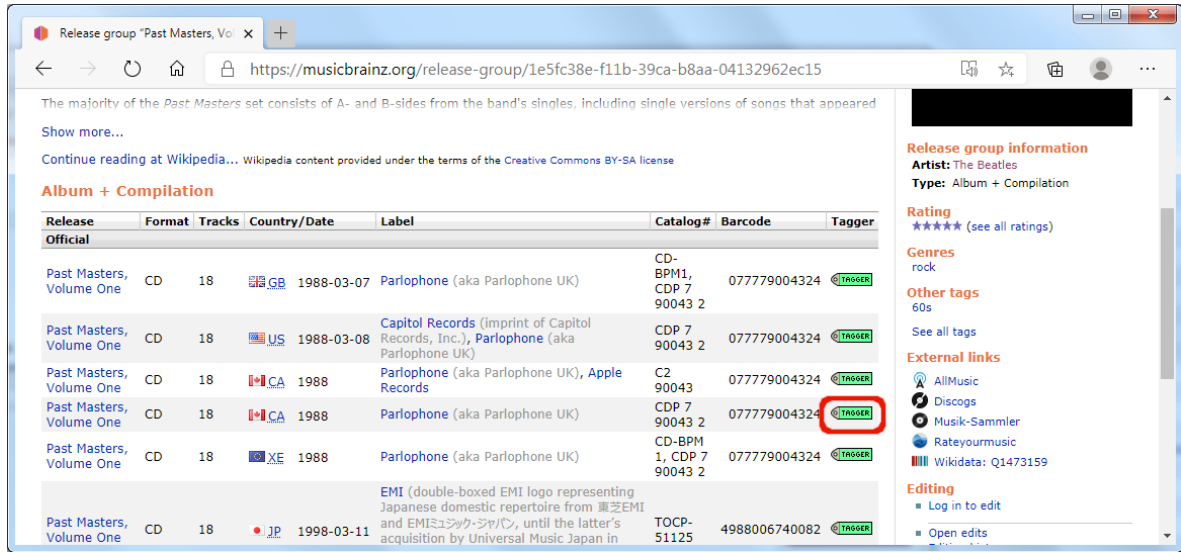 Release group "Past Masters, Vol
https://musicbrainz.org/release-group/1e5fc38e-f11b-39ca-b8aa-04132962ec15
The majority of the Past Masters set consists of A- and B-sides from the band's singles, including single versions of songs that appeared
Show more...
Continue reading at Wikipedia... Wikipedia content provided under the terms of the Creative Commons BY-SA license
Album + Compilation
Release Format Tracks Country/Date Label Catalog# Barcode Tagger
Official
Past Masters, Volume One CD 18 GB 1988-03-07 Parlophone (aka Parlophone UK) CD-BPM1, CDP 7 90043 2 077779004324 TAGGER
Past Masters, Volume One CD 18 US 1988-03-08 Capitol Records (imprint of Capitol Records, Inc.), Parlophone (aka Parlophone UK) CDP 7 90043 2 077779004324 TAGGER
Past Masters, Volume One CD 18 CA 1988 Parlophone (aka Parlophone UK), Apple Records C2 90043 077779004324 TAGGER
Past Masters, Volume One CD 18 CA 1988 Parlophone (aka Parlophone UK) CDP 7 90043 2 077779004324 TAGGER
Past Masters, Volume One CD 18 XE 1988 Parlophone (aka Parlophone UK) CD-BPM 1, CDP 7 90043 2 077779004324 TAGGER
Past Masters, Volume One CD 18 JP 1998-03-11 EMI (double-boxed EMI logo representing Japanese domestic repertoire from 東芝EMI and EMIミュージック・ジャパン, until the latter's acquisition by Universal Music Japan in TOCP-51125 4988006740082 TAGGER
Release group information
Artist: The Beatles
Type: Album + Compilation
Rating
★★★★★ (see all ratings)
Genres
rock
Other tags
60s
See all tags
External links
AllMusic
Discogs
Musik-Sammler
Rateyourmusic
Wikidata: Q1473159
Editing
Log in to edit
Open edits